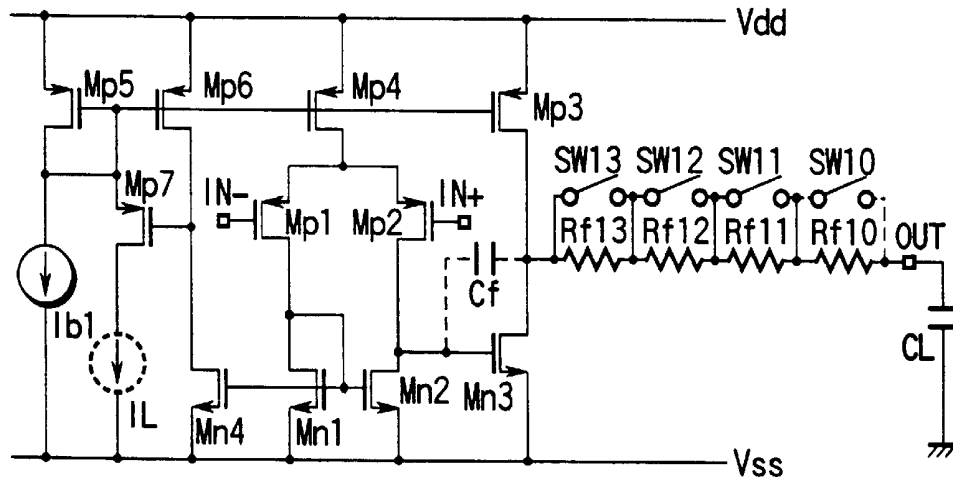 Vdd
Mp5
Mp6
Mp4
Mp3
SW13
SW12
SW11
SW10
Mp7
IN-
Mp1
Mp2
IN+
Rf13
Rf12
Rf11
Rf10
OUT
Cf
Ib1
CL
IL
Mn4
Mn1
Mn2
Mn3
Vss